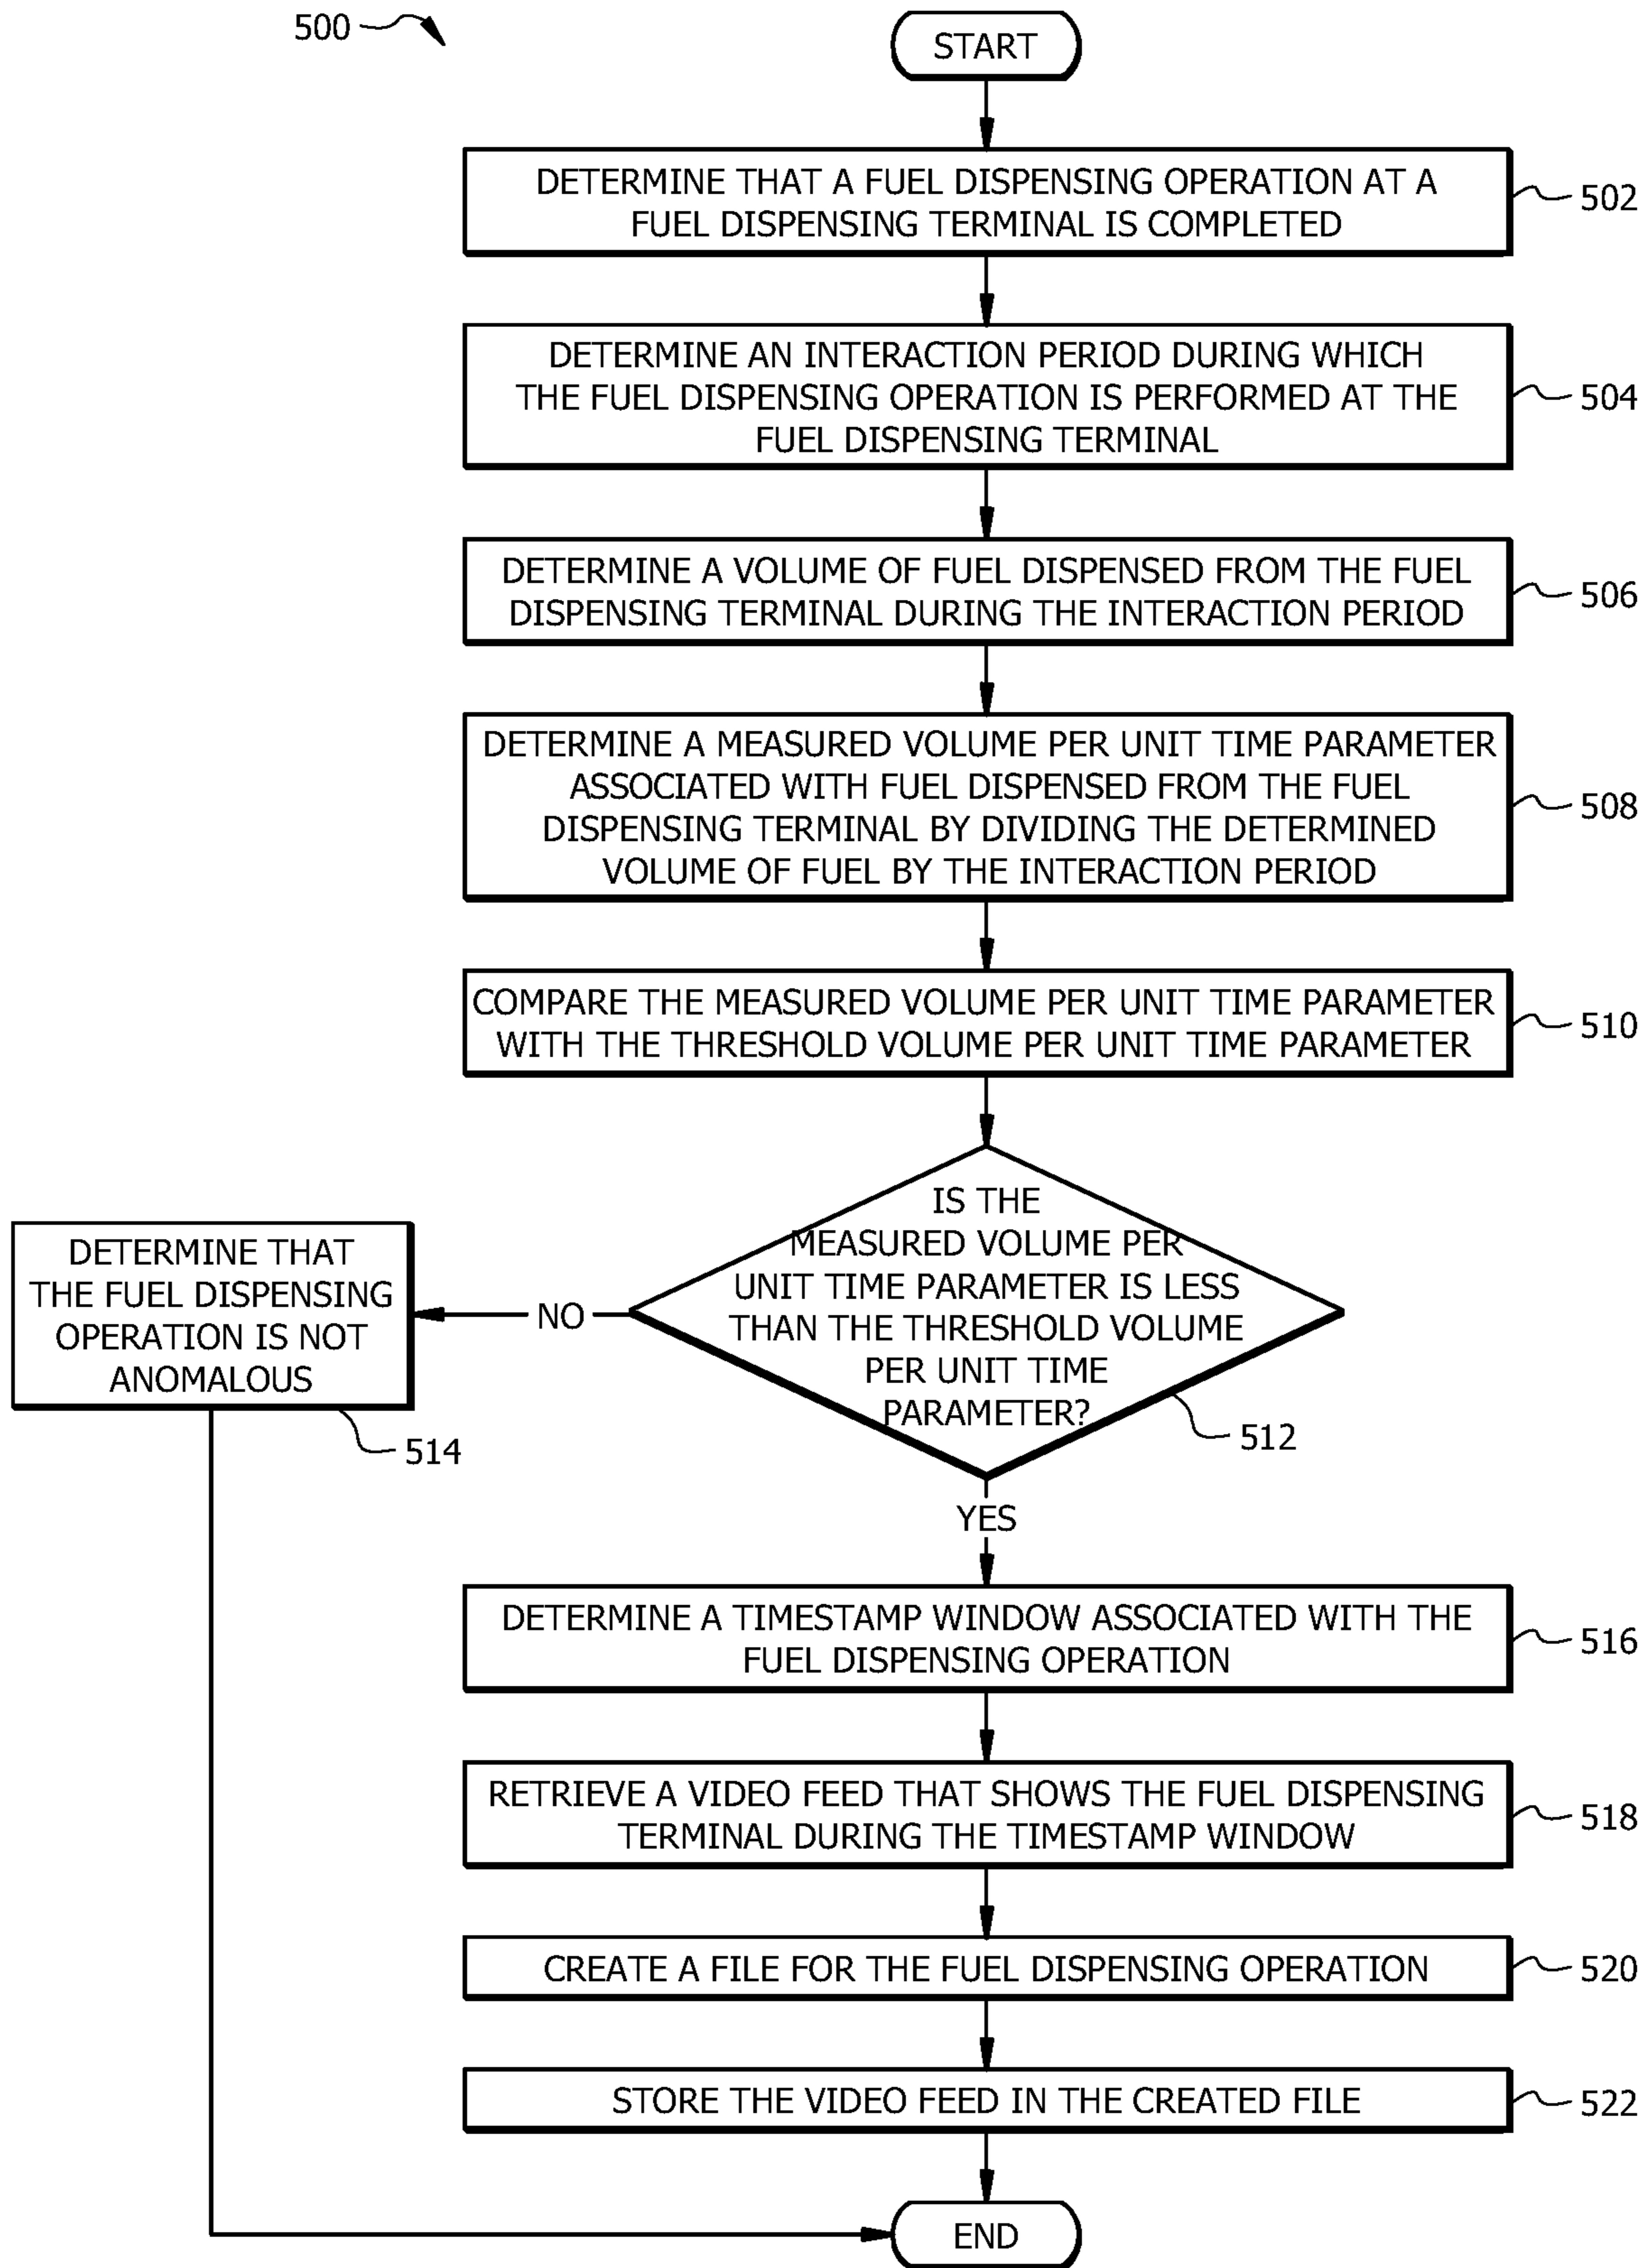 500
START
DETERMINE THAT A FUEL DISPENSING OPERATION AT A
FUEL DISPENSING TERMINAL IS COMPLETED
502
DETERMINE AN INTERACTION PERIOD DURING WHICH
THE FUEL DISPENSING OPERATION IS PERFORMED AT THE
FUEL DISPENSING TERMINAL
504
DETERMINE A VOLUME OF FUEL DISPENSED FROM THE FUEL
DISPENSING TERMINAL DURING THE INTERACTION PERIOD
506
DETERMINE A MEASURED VOLUME PER UNIT TIME PARAMETER
ASSOCIATED WITH FUEL DISPENSED FROM THE FUEL
DISPENSING TERMINAL BY DIVIDING THE DETERMINED
VOLUME OF FUEL BY THE INTERACTION PERIOD
508
COMPARE THE MEASURED VOLUME PER UNIT TIME PARAMETER
WITH THE THRESHOLD VOLUME PER UNIT TIME PARAMETER
510
IS THE
MEASURED VOLUME PER
UNIT TIME PARAMETER IS LESS
THAN THE THRESHOLD VOLUME
PER UNIT TIME
PARAMETER?
512
NO
DETERMINE THAT
THE FUEL DISPENSING
OPERATION IS NOT
ANOMALOUS
514
YES
DETERMINE A TIMESTAMP WINDOW ASSOCIATED WITH THE
FUEL DISPENSING OPERATION
516
RETRIEVE A VIDEO FEED THAT SHOWS THE FUEL DISPENSING
TERMINAL DURING THE TIMESTAMP WINDOW
518
CREATE A FILE FOR THE FUEL DISPENSING OPERATION
520
STORE THE VIDEO FEED IN THE CREATED FILE
522
END